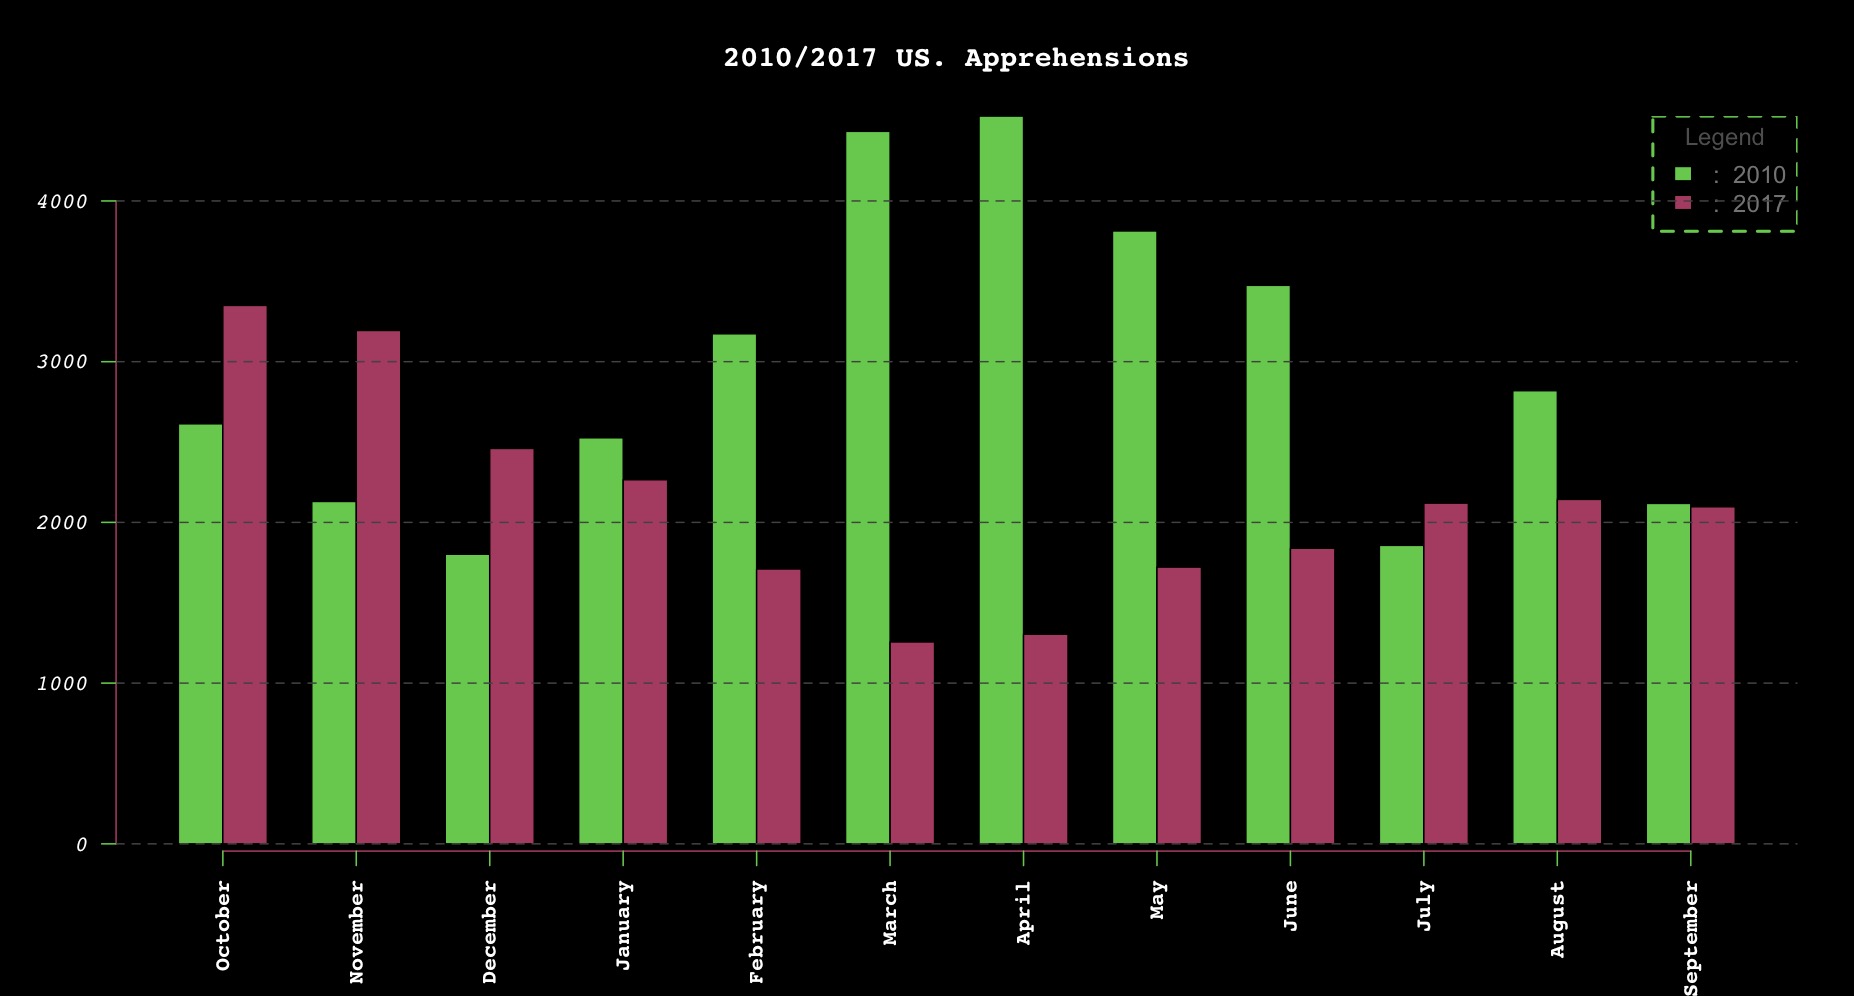 2010/2017 US. Apprehensions
Legend
: 2010
: 2017
4000
3000
2000
1000
0
October
November
December
January
February
March
April
May
June
July
August
September